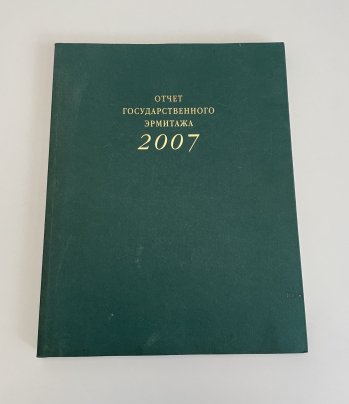 ОТЧЕТ
ГОСУДАРСТВЕННОГО
ЭРМИТАЖА
2007